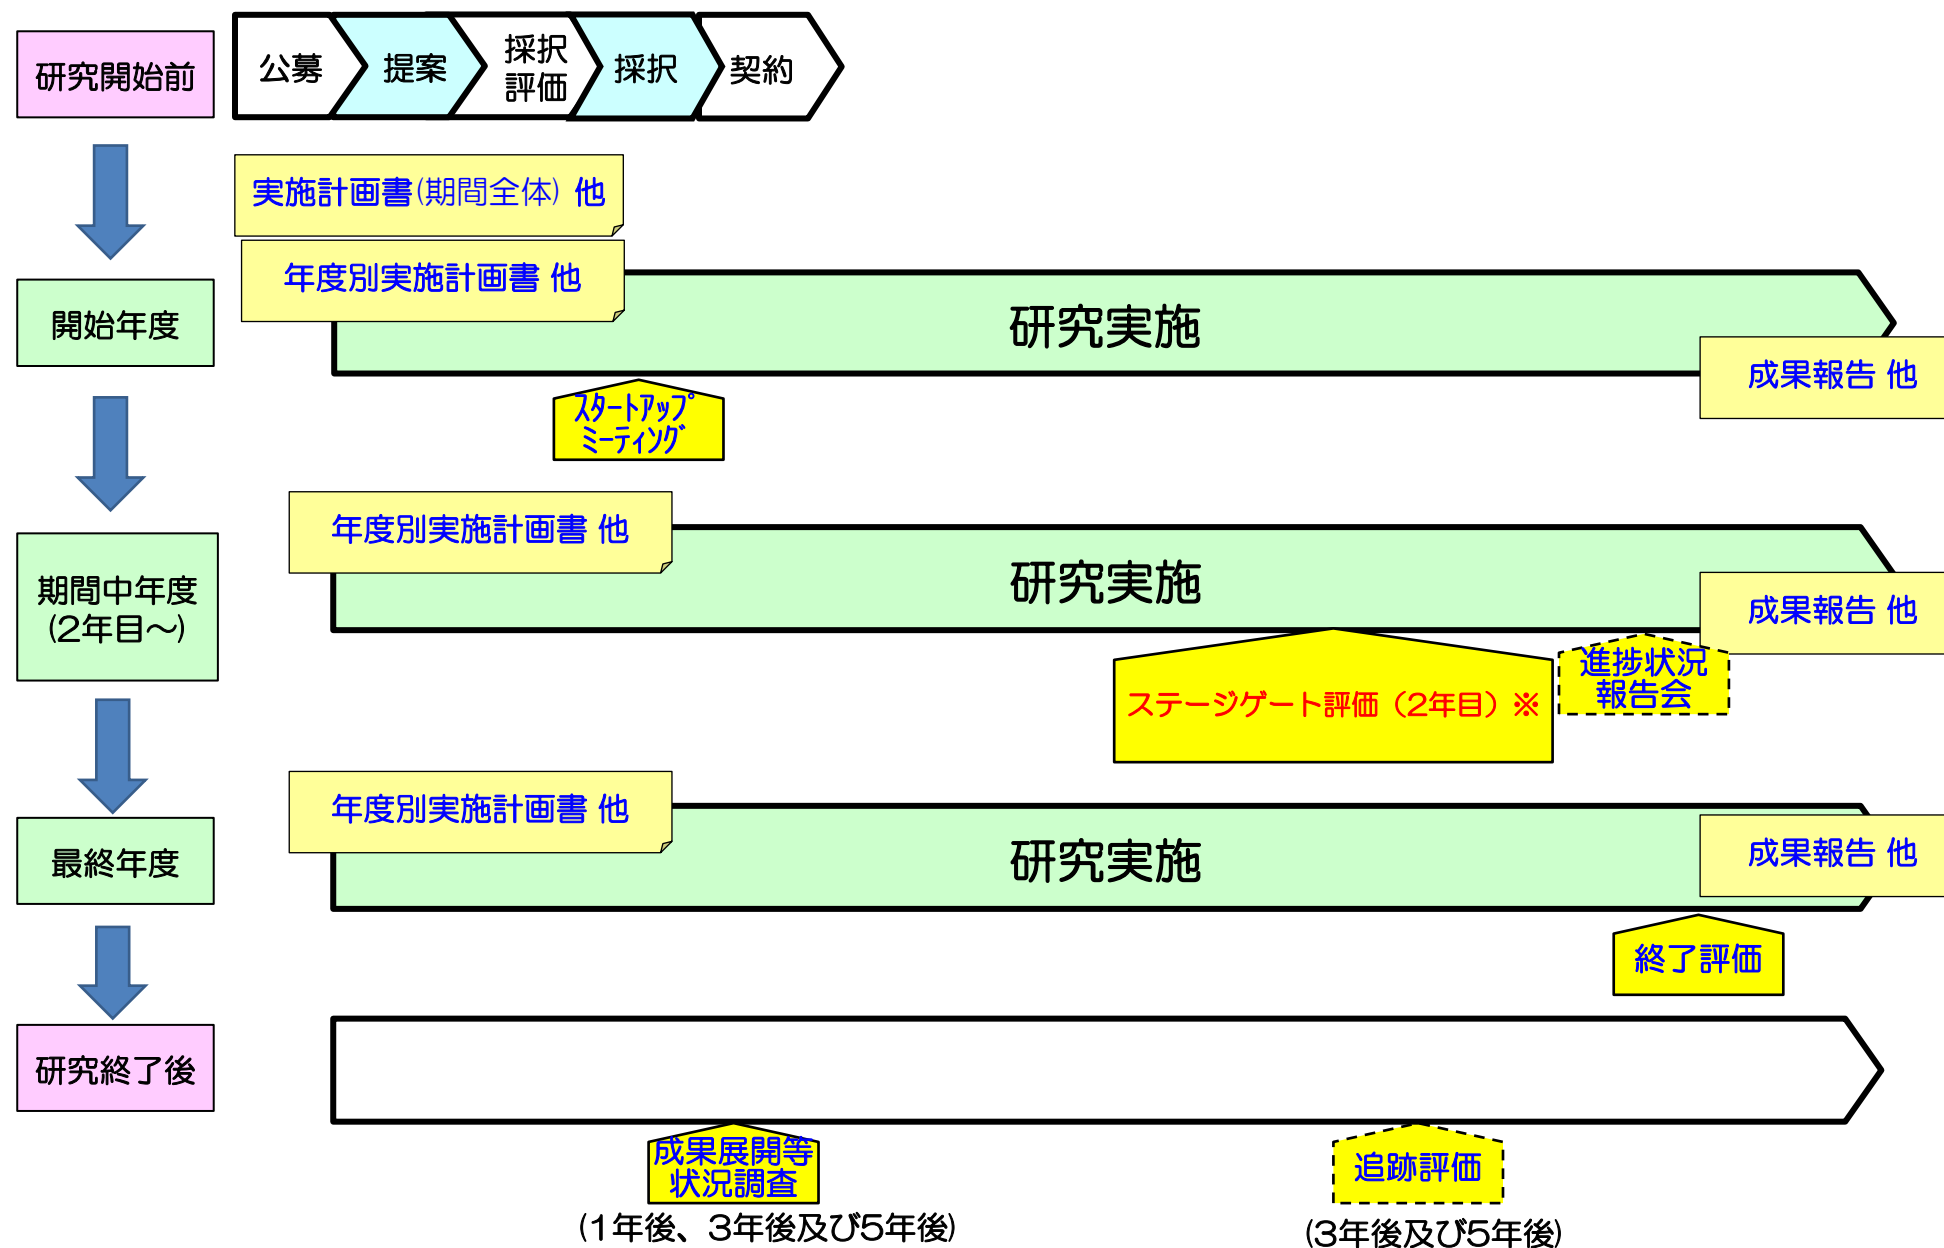 研究開始前
公募
提案
採択
評価
採択
契約
実施計画書(期間全体) 他
年度別実施計画書 他
開始年度
研究実施
成果報告 他
ｽﾀｰﾄｱｯﾌﾟ
ﾐｰﾃｨﾝｸﾞ
年度別実施計画書 他
期間中年度
(2年目～)
研究実施
成果報告 他
ステージゲート評価（2年目）※
進捗状況
報告会
年度別実施計画書 他
最終年度
研究実施
成果報告 他
終了評価
研究終了後
成果展開等
状況調査
(1年後、3年後及び5年後)
追跡評価
(3年後及び5年後)